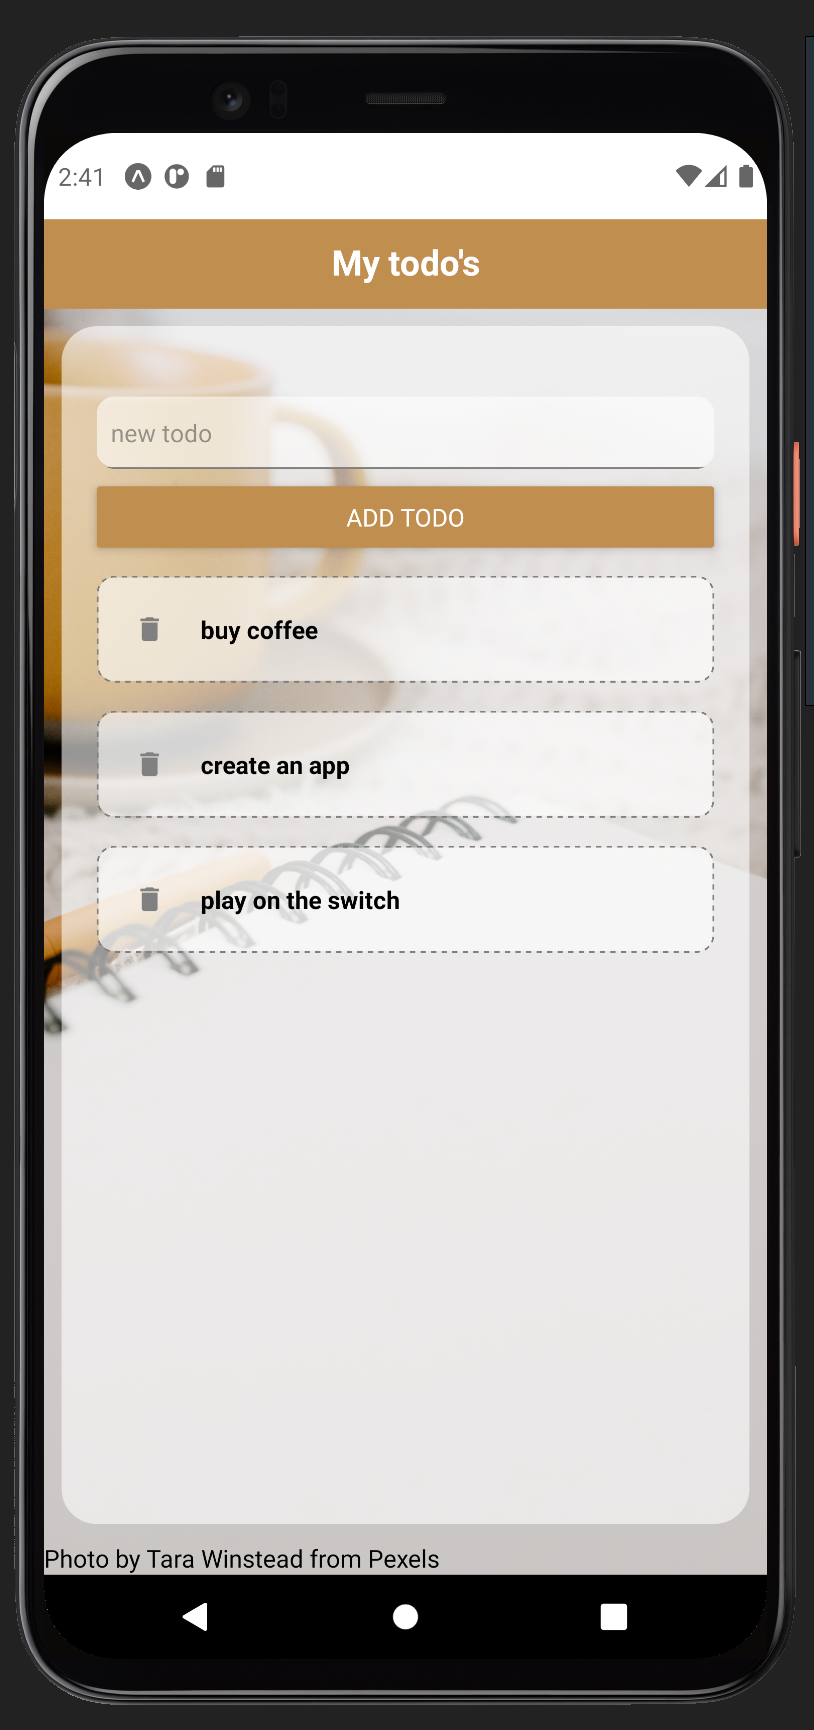 2:41
My todo's
new todo
ADD TODO
buy coffee
create an app
play on the switch
Photo by Tara Winstead from Pexels